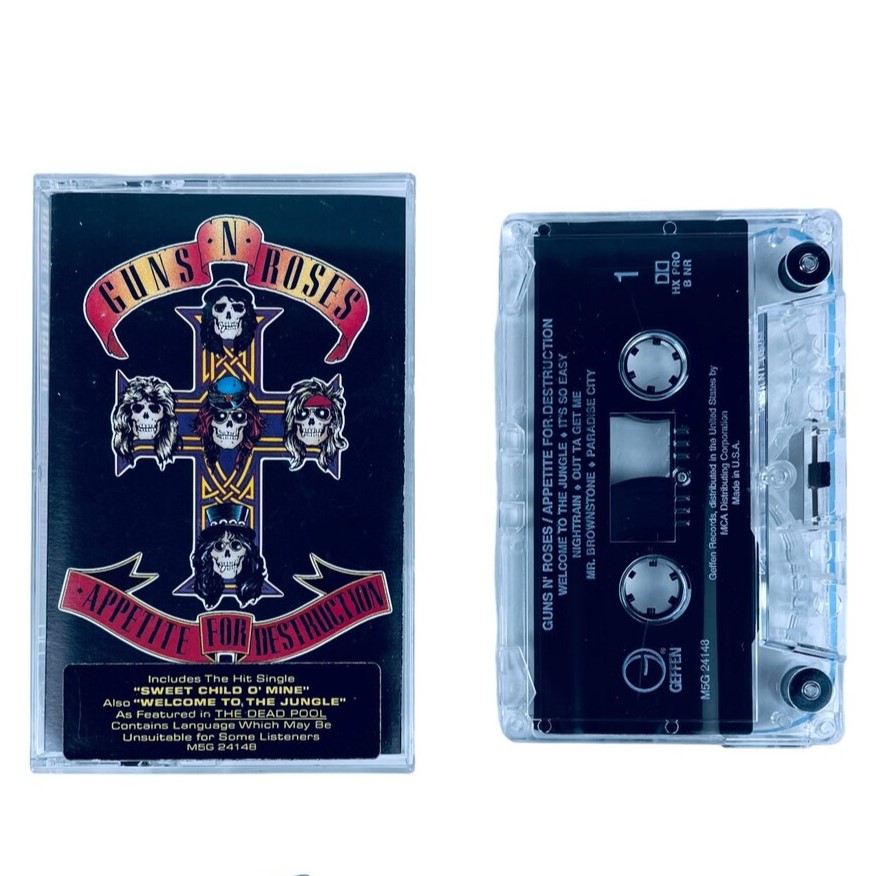 GUNS N' ROSES
APPETITE FOR DESTRUCTION
Includes The Hit Single
"SWEET CHILD O' MINE"
Also "WELCOME TO THE JUNGLE"
As Featured in THE DEAD POOL
Contains Language Which May Be
Unsuitable for Some Listeners
M5G 24148
1
HX PRO
B NR
GUNS N' ROSES / APPETITE FOR DESTRUCTION
WELCOME TO THE JUNGLE ♦ IT'S SO EASY
NIGHTRAIN ♦ OUT TA GET ME
MR. BROWNSTONE ♦ PARADISE CITY
Geffen Records, distributed in the United States by
MCA Distributing Corporation
Made in U.S.A.
GEFFEN®
M5G 24148